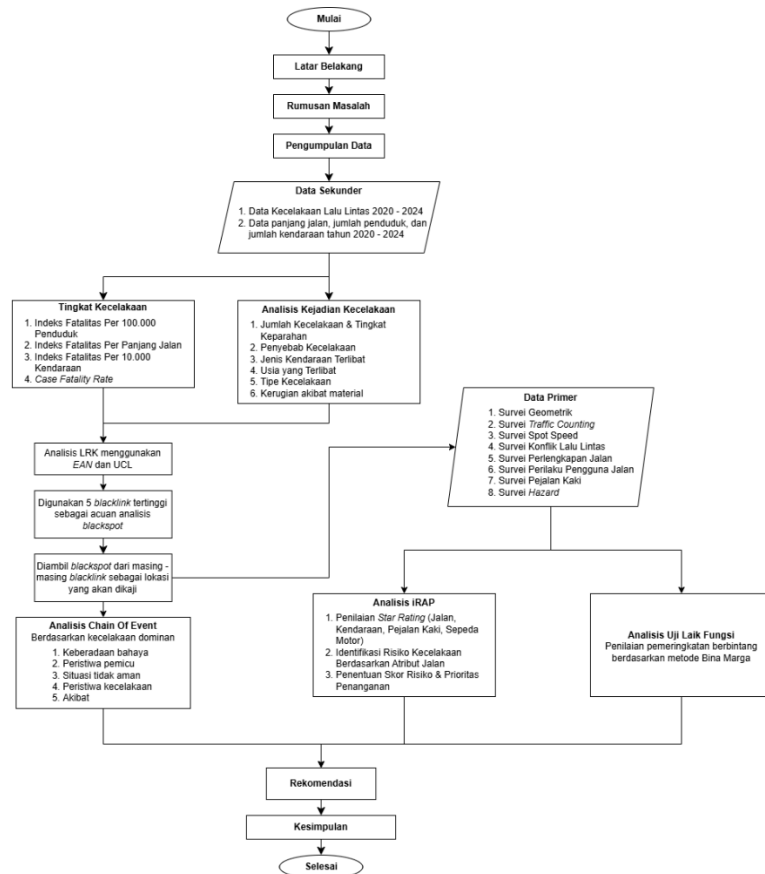 Mulai
Latar Belakang
Rumusan Masalah
Pengumpulan Data
Data Sekunder
1. Data Kecelakaan Lalu Lintas 2020 - 2024
2. Data panjang jalan, jumlah penduduk, dan
jumlah kendaraan tahun 2020 - 2024
Tingkat Kecelakaan
1. Indeks Fatalitas Per 100.000
Penduduk
2. Indeks Fatalitas Per Panjang Jalan
3. Indeks Fatalitas Per 10.000
Kendaraan
4. Case Fatality Rate
Analisis Kejadian Kecelakaan
1. Jumlah Kecelakaan & Tingkat
Keparahan
2. Penyebab Kecelakaan
3. Jenis Kendaraan Terlibat
4. Usia yang Terlibat
5. Tipe Kecelakaan
6. Kerugian akibat material
Data Primer
1. Survei Geometrik
2. Survei Traffic Counting
3. Survei Spot Speed
4. Survei Konflik Lalu Lintas
5. Survei Perlengkapan Jalan
6. Survei Perilaku Pengguna Jalan
7. Survei Pejalan Kaki
8. Survei Hazard
Analisis LRK menggunakan
EAN dan UCL
Digunakan 5 blacklink tertinggi
sebagai acuan analisis
blackspot
Diambil blackspot dari masing -
masing blacklink sebagai lokasi
yang akan dikaji
Analisis Chain Of Event
Berdasarkan kecelakaan dominan
1. Keberadaan bahaya
2. Peristiwa pemicu
3. Situasi tidak aman
4. Peristiwa kecelakaan
5. Akibat
Analisis iRAP
1. Penilaian Star Rating (Jalan,
Kendaraan, Pejalan Kaki, Sepeda
Motor)
2. Identifikasi Risiko Kecelakaan
Berdasarkan Atribut Jalan
3. Penentuan Skor Risiko & Prioritas
Penanganan
Analisis Uji Laik Fungsi
Penilaian pemeringkatan berbintang
berdasarkan metode Bina Marga
Rekomendasi
Kesimpulan
Selesai